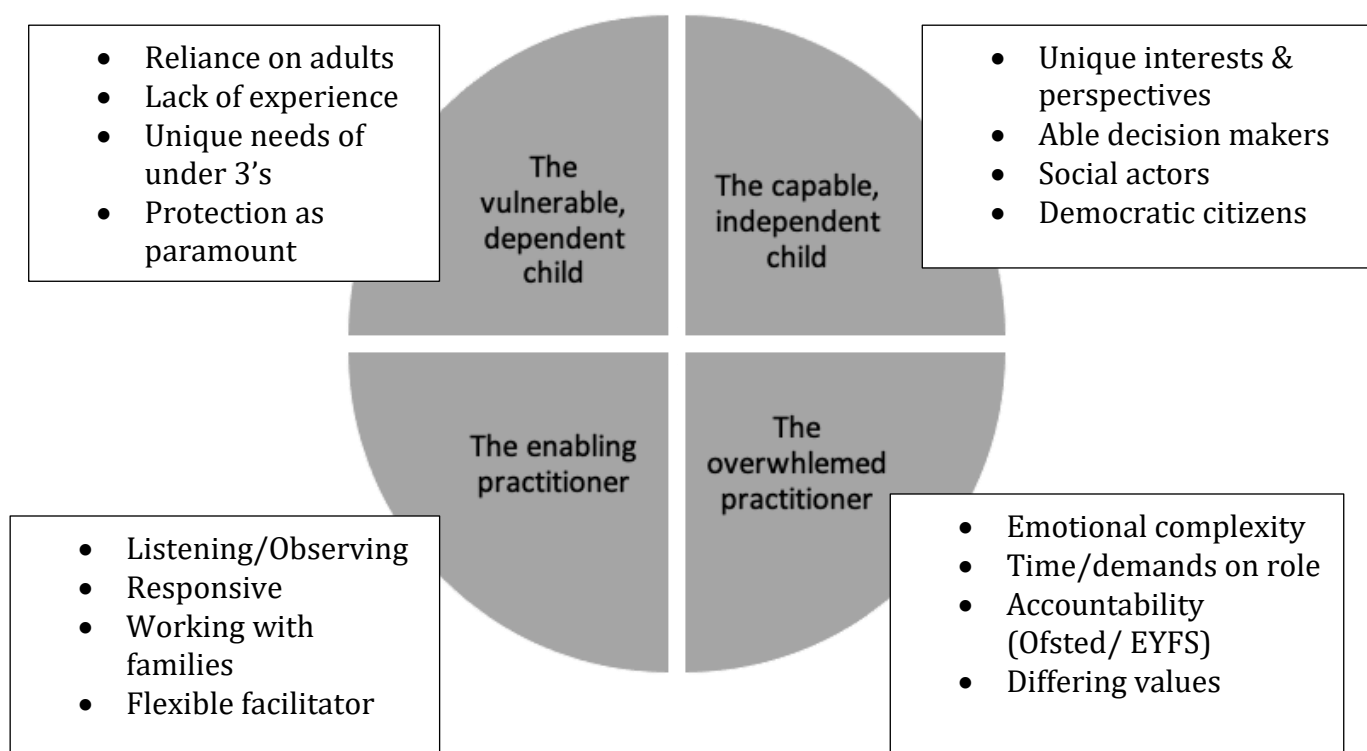 • Reliance on adults
• Lack of experience
• Unique needs of
under 3’s
• Protection as
paramount
The
vulnerable,
dependent
child
The capable,
independent
child
• Unique interests &
perspectives
• Able decision makers
• Social actors
• Democratic citizens
• Listening/Observing
• Responsive
• Working with
families
• Flexible facilitator
The enabling
practitioner
The
overwhlemed
practitioner
• Emotional complexity
• Time/demands on role
• Accountability
(Ofsted/ EYFS)
• Differing values